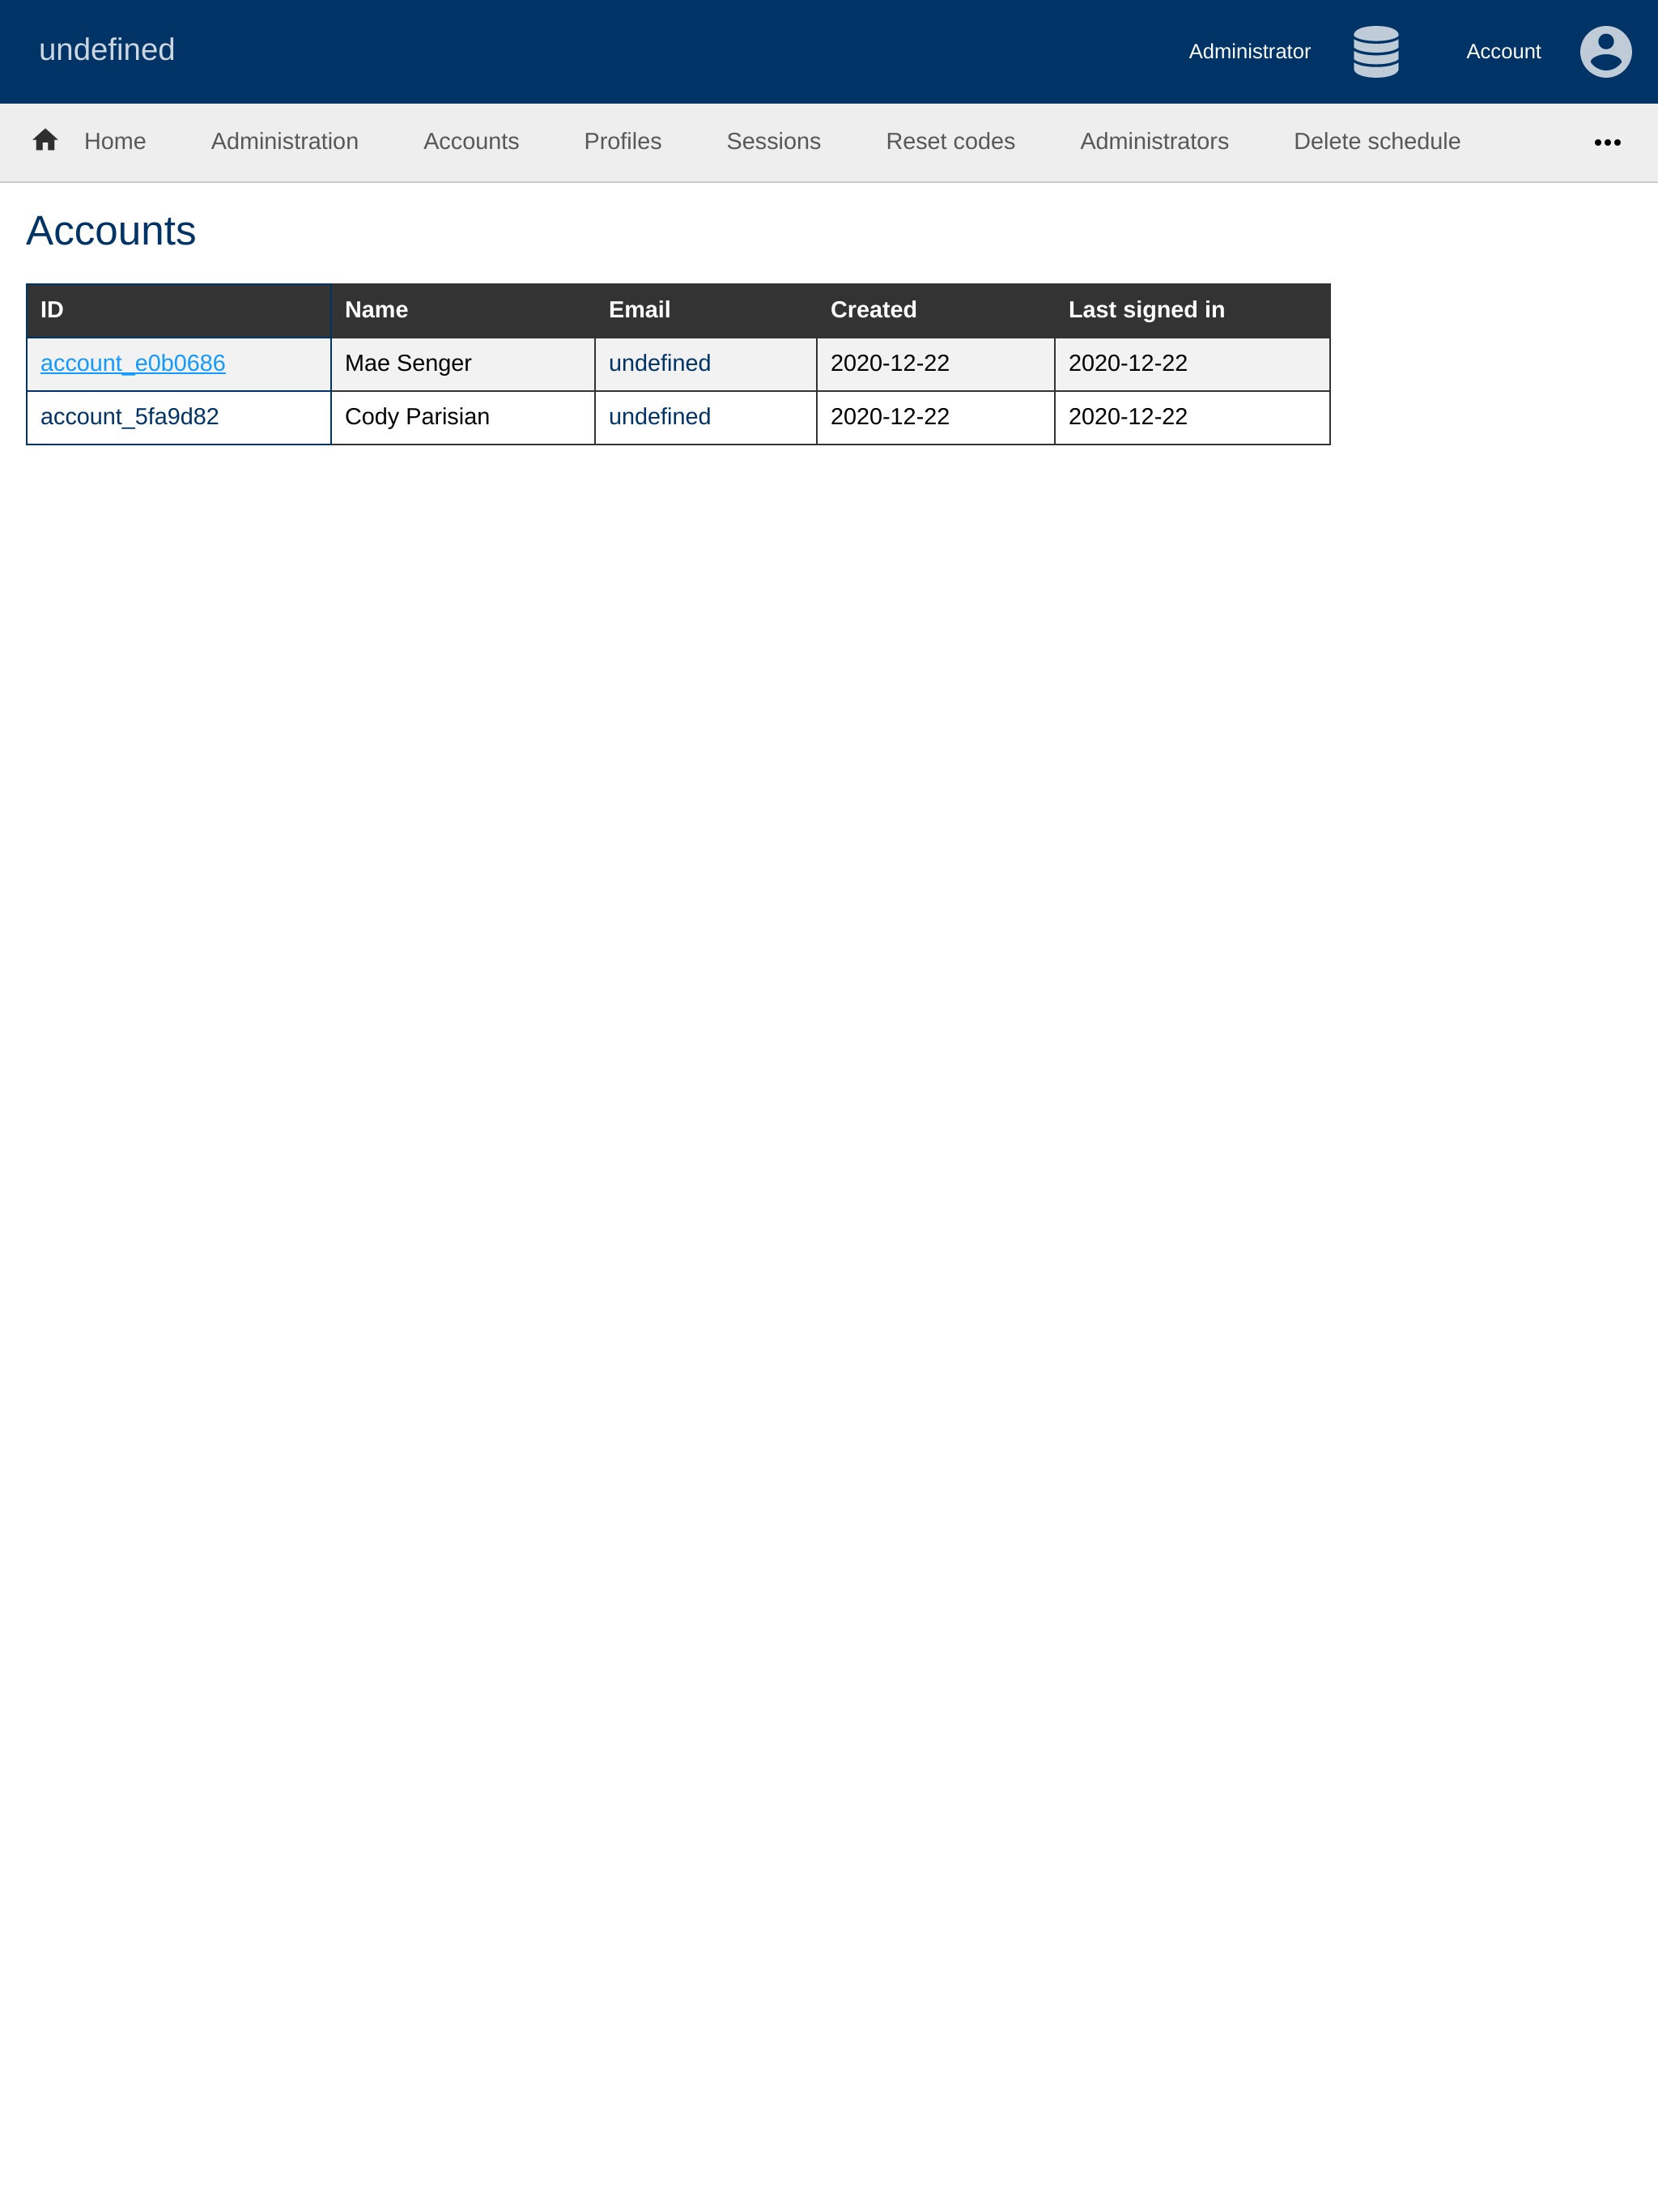 undefined Administrator Account
Home Administration Accounts Profiles Sessions Reset codes Administrators Delete schedule •••
Accounts
ID Name Email Created Last signed in
account_e0b0686 Mae Senger undefined 2020-12-22 2020-12-22
account_5fa9d82 Cody Parisian undefined 2020-12-22 2020-12-22